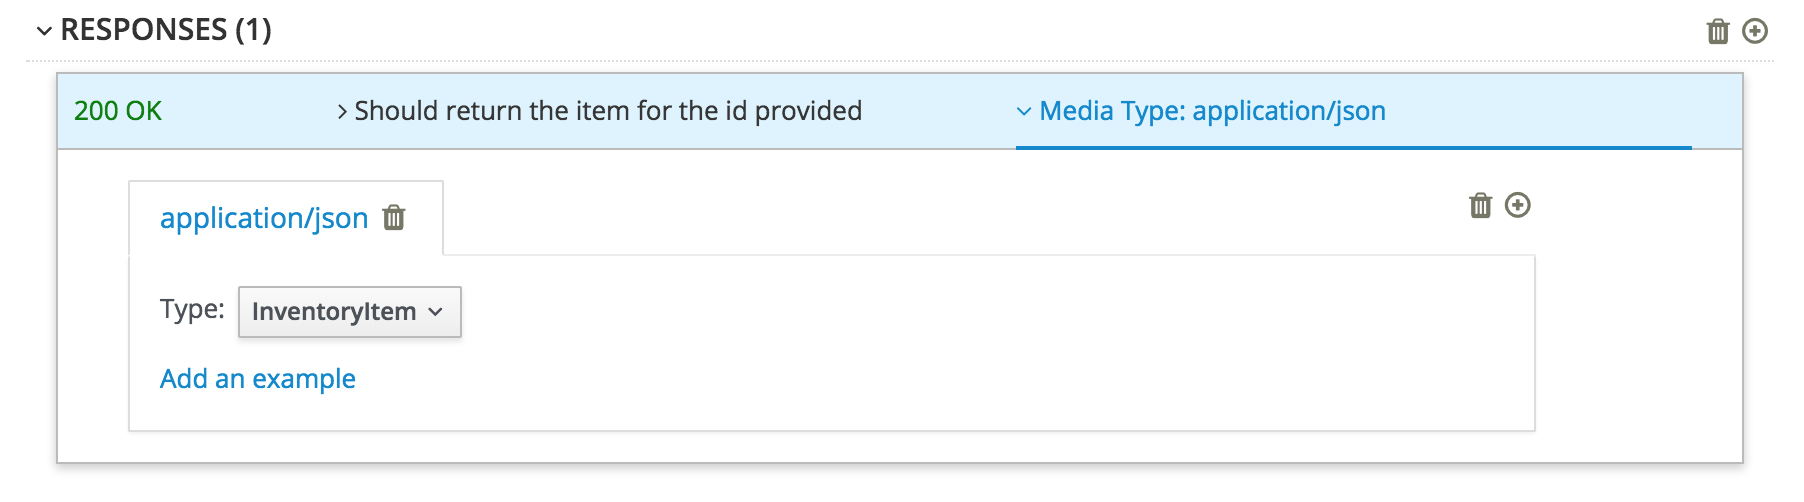 RESPONSES (1)
200 OK
Should return the item for the id provided
Media Type: application/json
application/json
Type: InventoryItem
Add an example